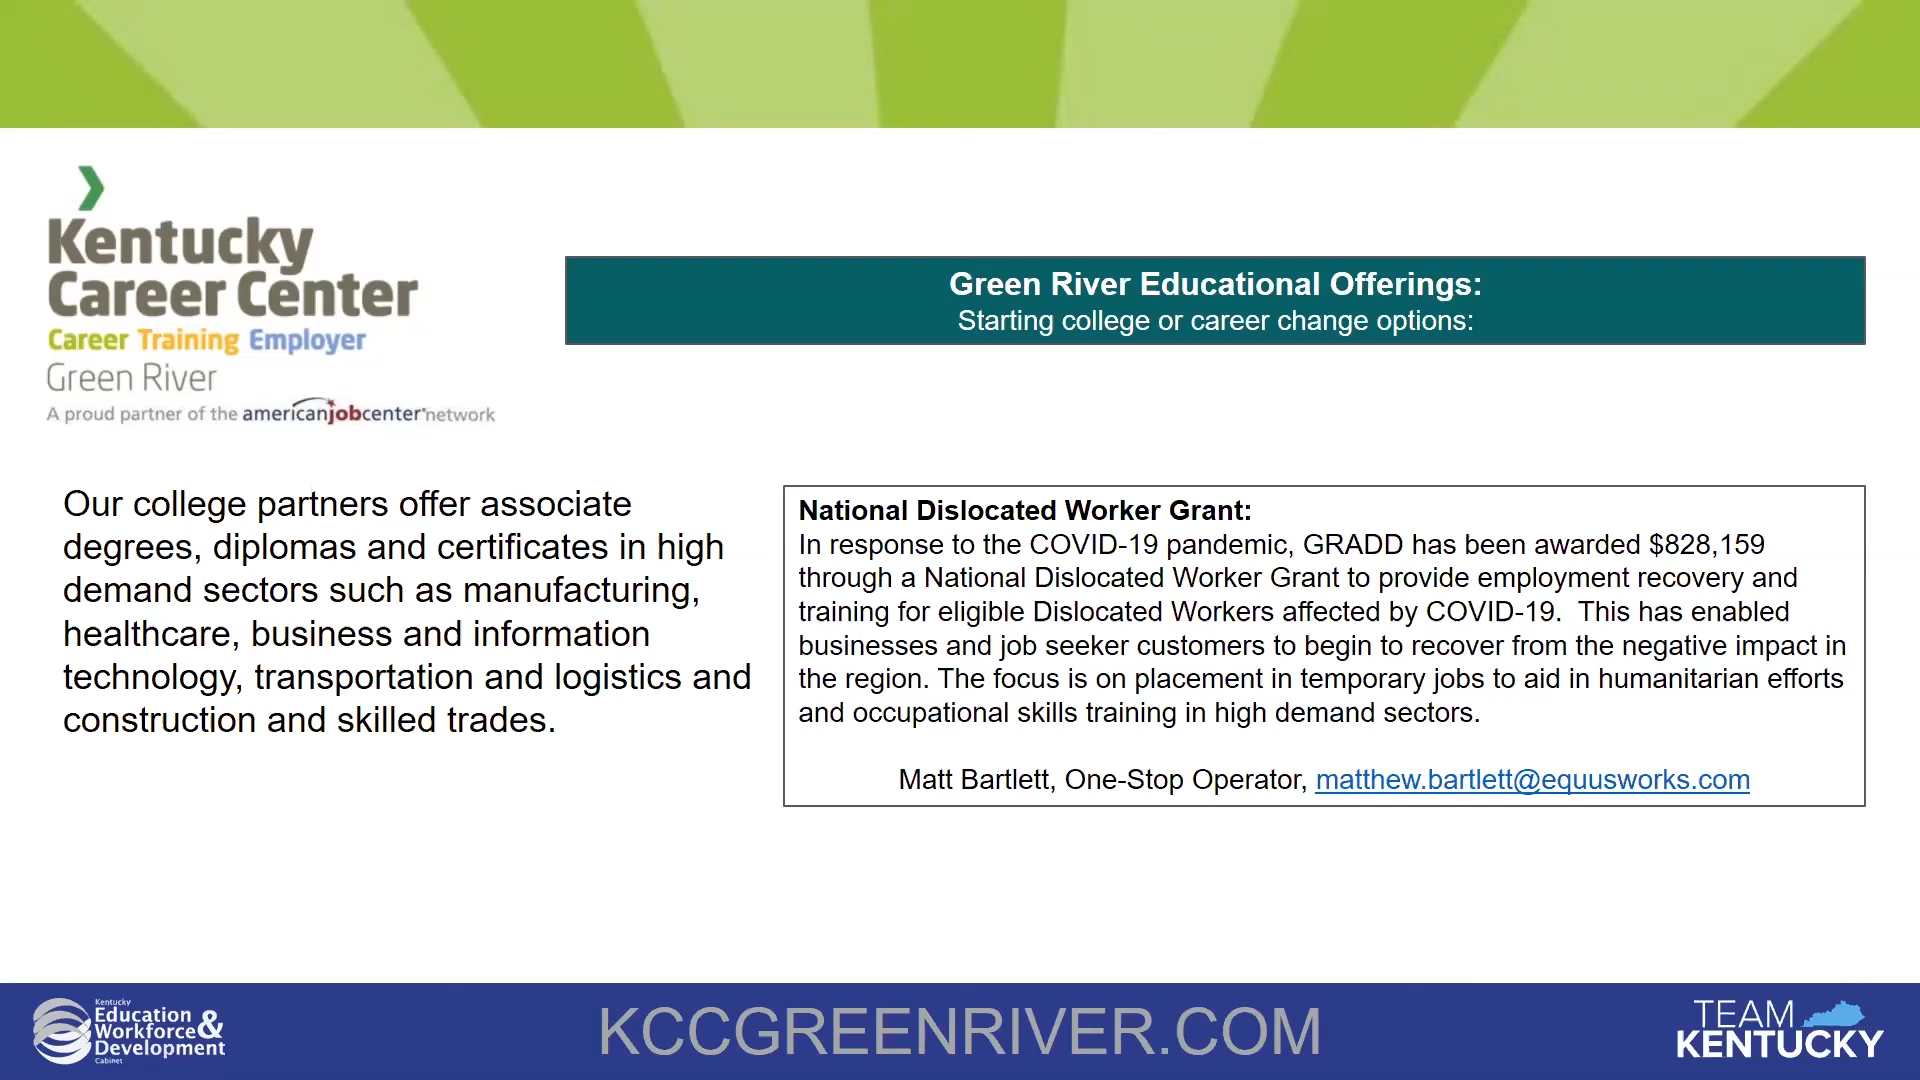 Kentucky
Career Center
Career Training Employer
Green River
A proud partner of the americanjobcenter®network
Green River Educational Offerings:
Starting college or career change options:
Our college partners offer associate
degrees, diplomas and certificates in high
demand sectors such as manufacturing,
healthcare, business and information
technology, transportation and logistics and
construction and skilled trades.
National Dislocated Worker Grant:
In response to the COVID-19 pandemic, GRADD has been awarded $828,159
through a National Dislocated Worker Grant to provide employment recovery and
training for eligible Dislocated Workers affected by COVID-19.  This has enabled
businesses and job seeker customers to begin to recover from the negative impact in
the region. The focus is on placement in temporary jobs to aid in humanitarian efforts
and occupational skills training in high demand sectors.
Matt Bartlett, One-Stop Operator, matthew.bartlett@equusworks.com
Kentucky
Education &
Workforce
Development
Cabinet
KCCGREENRIVER.COM
TEAM
KENTUCKY